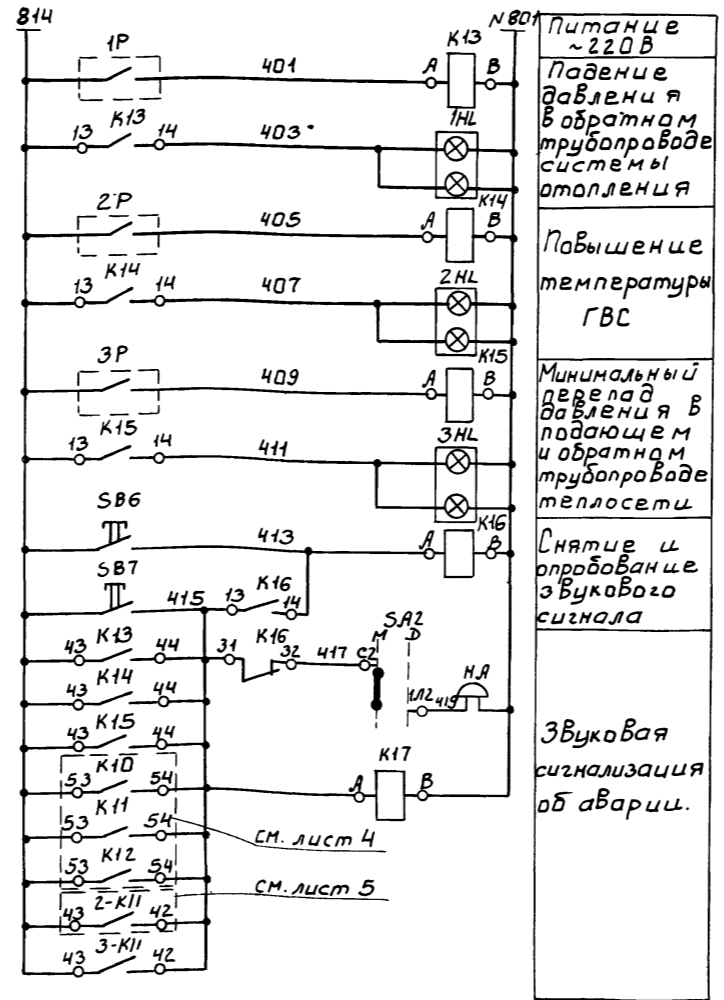 814
N801
Питание
~220В
1Р
401
А
К13
В
Падение
давления
в обратном
трубопроводе
системы
отопления
13
К13
14
403
1HL
2Р
405
А
К14
В
Повышение
температуры
ГВС
13
К14
14
407
2HL
3Р
409
А
К15
В
Минимальный
перепад
давления в
подающем
и обратном
трубопроводе
теплосети
13
К15
14
411
3HL
SB6
413
А
К16
В
Снятие и
опробование
звукового
сигнала
SB7
415
13
К16
14
43
К13
44
31
К16
32
417
С2
SA2
М
D
1Л2
419
НА
43
К14
44
43
К15
44
Звуковая
сигнализация
об аварии.
53
К10
54
А
К17
В
53
К11
54
см. лист 4
53
К12
54
см. лист 5
43
2-К11
42
43
3-К11
42